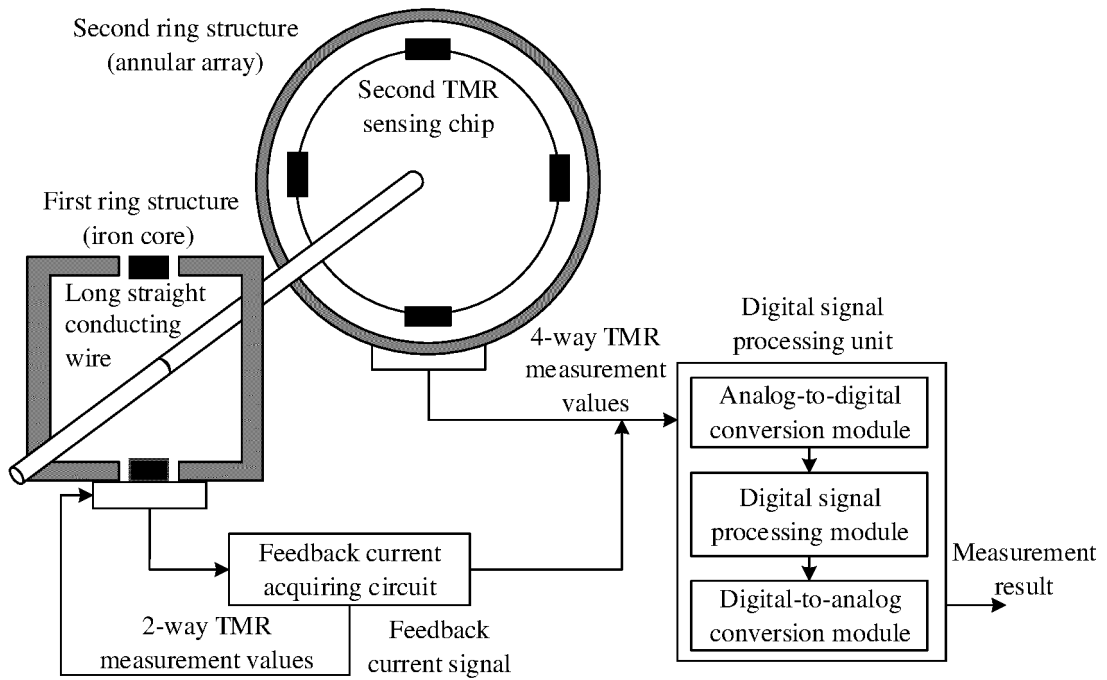 Second ring structure
(annular array)
Second TMR
sensing chip
First ring structure
(iron core)
Long straight
conducting
wire
4-way TMR
measurement
values
Digital signal
processing unit
Analog-to-digital
conversion module
Digital signal
processing module
Digital-to-analog
conversion module
Measurement
result
Feedback current
acquiring circuit
2-way TMR
measurement values
Feedback
current signal